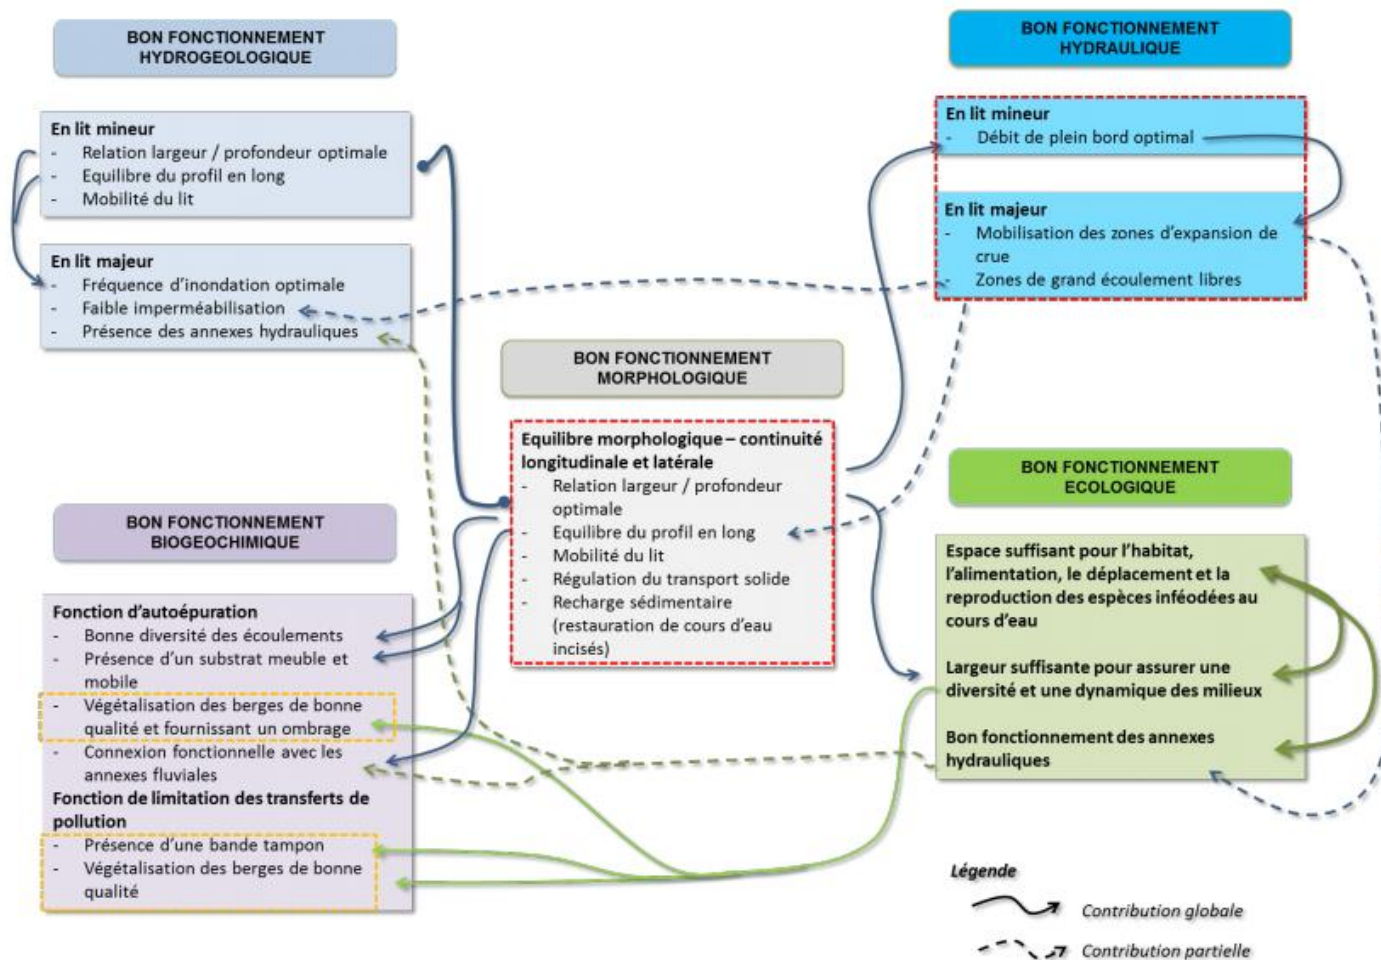 BON FONCTIONNEMENT
HYDROGEOLOGIQUE
En lit mineur
- Relation largeur / profondeur optimale
- Equilibre du profil en long
- Mobilité du lit
En lit majeur
- Fréquence d'inondation optimale
- Faible imperméabilisation
- Présence des annexes hydrauliques
BON FONCTIONNEMENT
HYDRAULIQUE
En lit mineur
- Débit de plein bord optimal
En lit majeur
- Mobilisation des zones d'expansion de
crue
- Zones de grand écoulement libres
BON FONCTIONNEMENT
MORPHOLOGIQUE
Equilibre morphologique – continuité
longitudinale et latérale
- Relation largeur / profondeur
optimale
- Equilibre du profil en long
- Mobilité du lit
- Régulation du transport solide
- Recharge sédimentaire
(restauration de cours d'eau
incisés)
BON FONCTIONNEMENT
BIOGEOCHIMIQUE
Fonction d'autoépuration
- Bonne diversité des écoulements
- Présence d'un substrat meuble et
mobile
- Végétalisation des berges de bonne
qualité et fournissant un ombrage
- Connexion fonctionnelle avec les
annexes fluviales
Fonction de limitation des transferts de
pollution
- Présence d'une bande tampon
- Végétalisation des berges de bonne
qualité
BON FONCTIONNEMENT
ECOLOGIQUE
Espace suffisant pour l'habitat,
l'alimentation, le déplacement et la
reproduction des espèces inféodées au
cours d'eau
Largeur suffisante pour assurer une
diversité et une dynamique des milieux
Bon fonctionnement des annexes
hydrauliques
Légende
Contribution globale
Contribution partielle